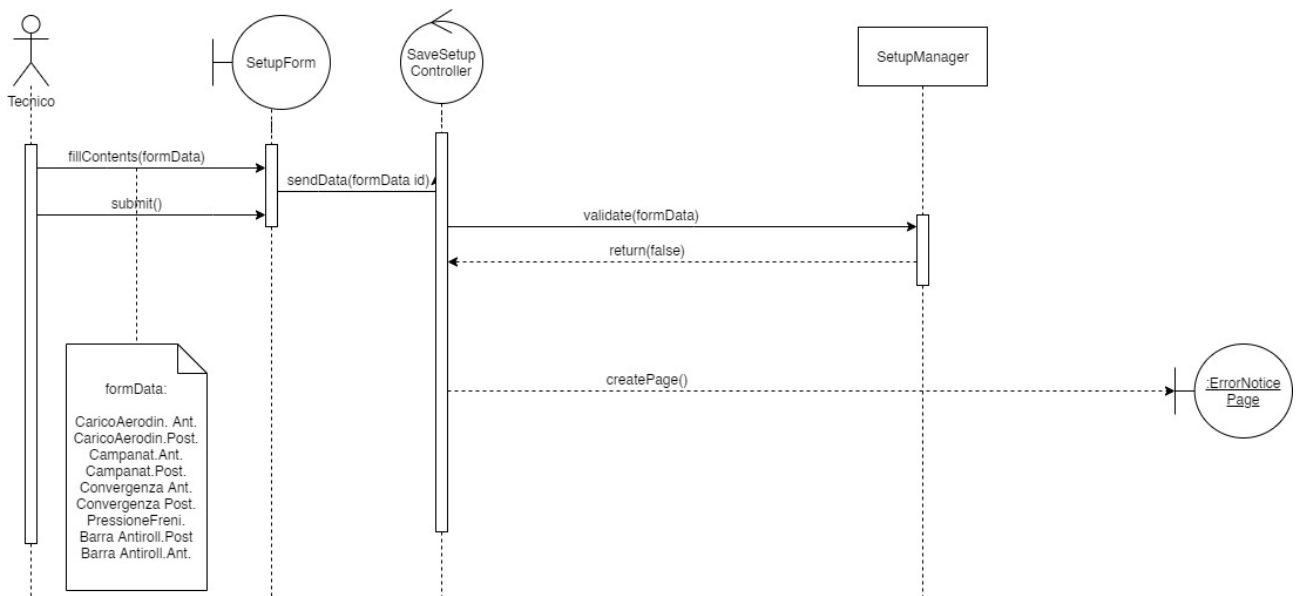 SetupForm
SaveSetup
Controller
SetupManager
Tecnico
fillContents(formData)
sendData(formData id)
submit()
validate(formData)
return(false)
createPage()
:ErrorNotice
Page
formData:
CaricoAerodin. Ant.
CaricoAerodin.Post.
Campanat.Ant.
Campanat.Post.
Convergenza Ant.
Convergenza Post.
PressioneFreni.
Barra Antiroll.Post
Barra Antiroll.Ant.